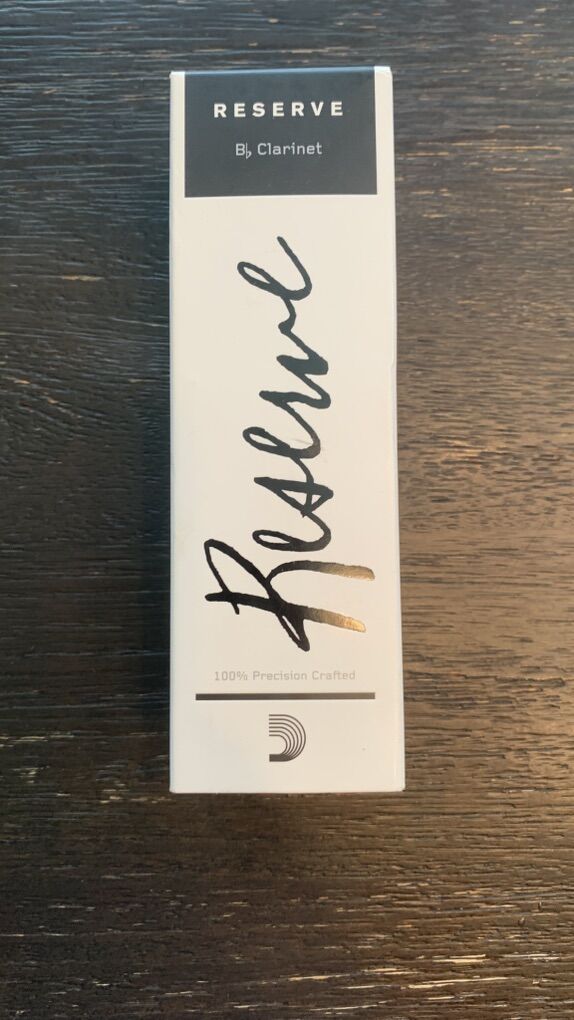 RESERVE
B♭ Clarinet
Reserve
100% Precision Crafted